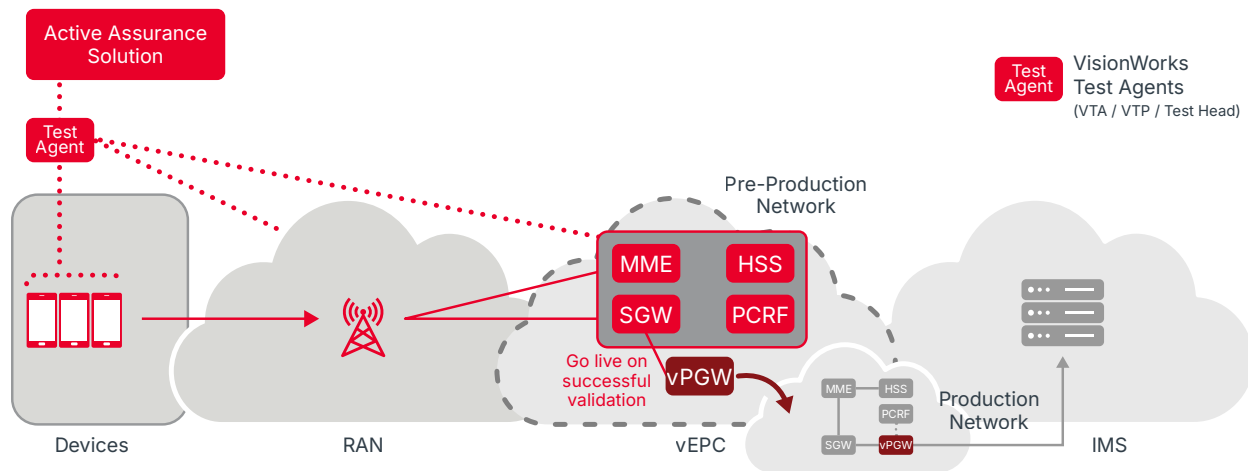 Active Assurance
Solution
Test
Agent
Test
Agent
VisionWorks
Test Agents
(VTA / VTP / Test Head)
Pre-Production
Network
MME
HSS
SGW
PCRF
Go live on
successful
validation
vPGW
MME
HSS
PCRF
SGW
vPGW
Production
Network
Devices
RAN
vEPC
IMS